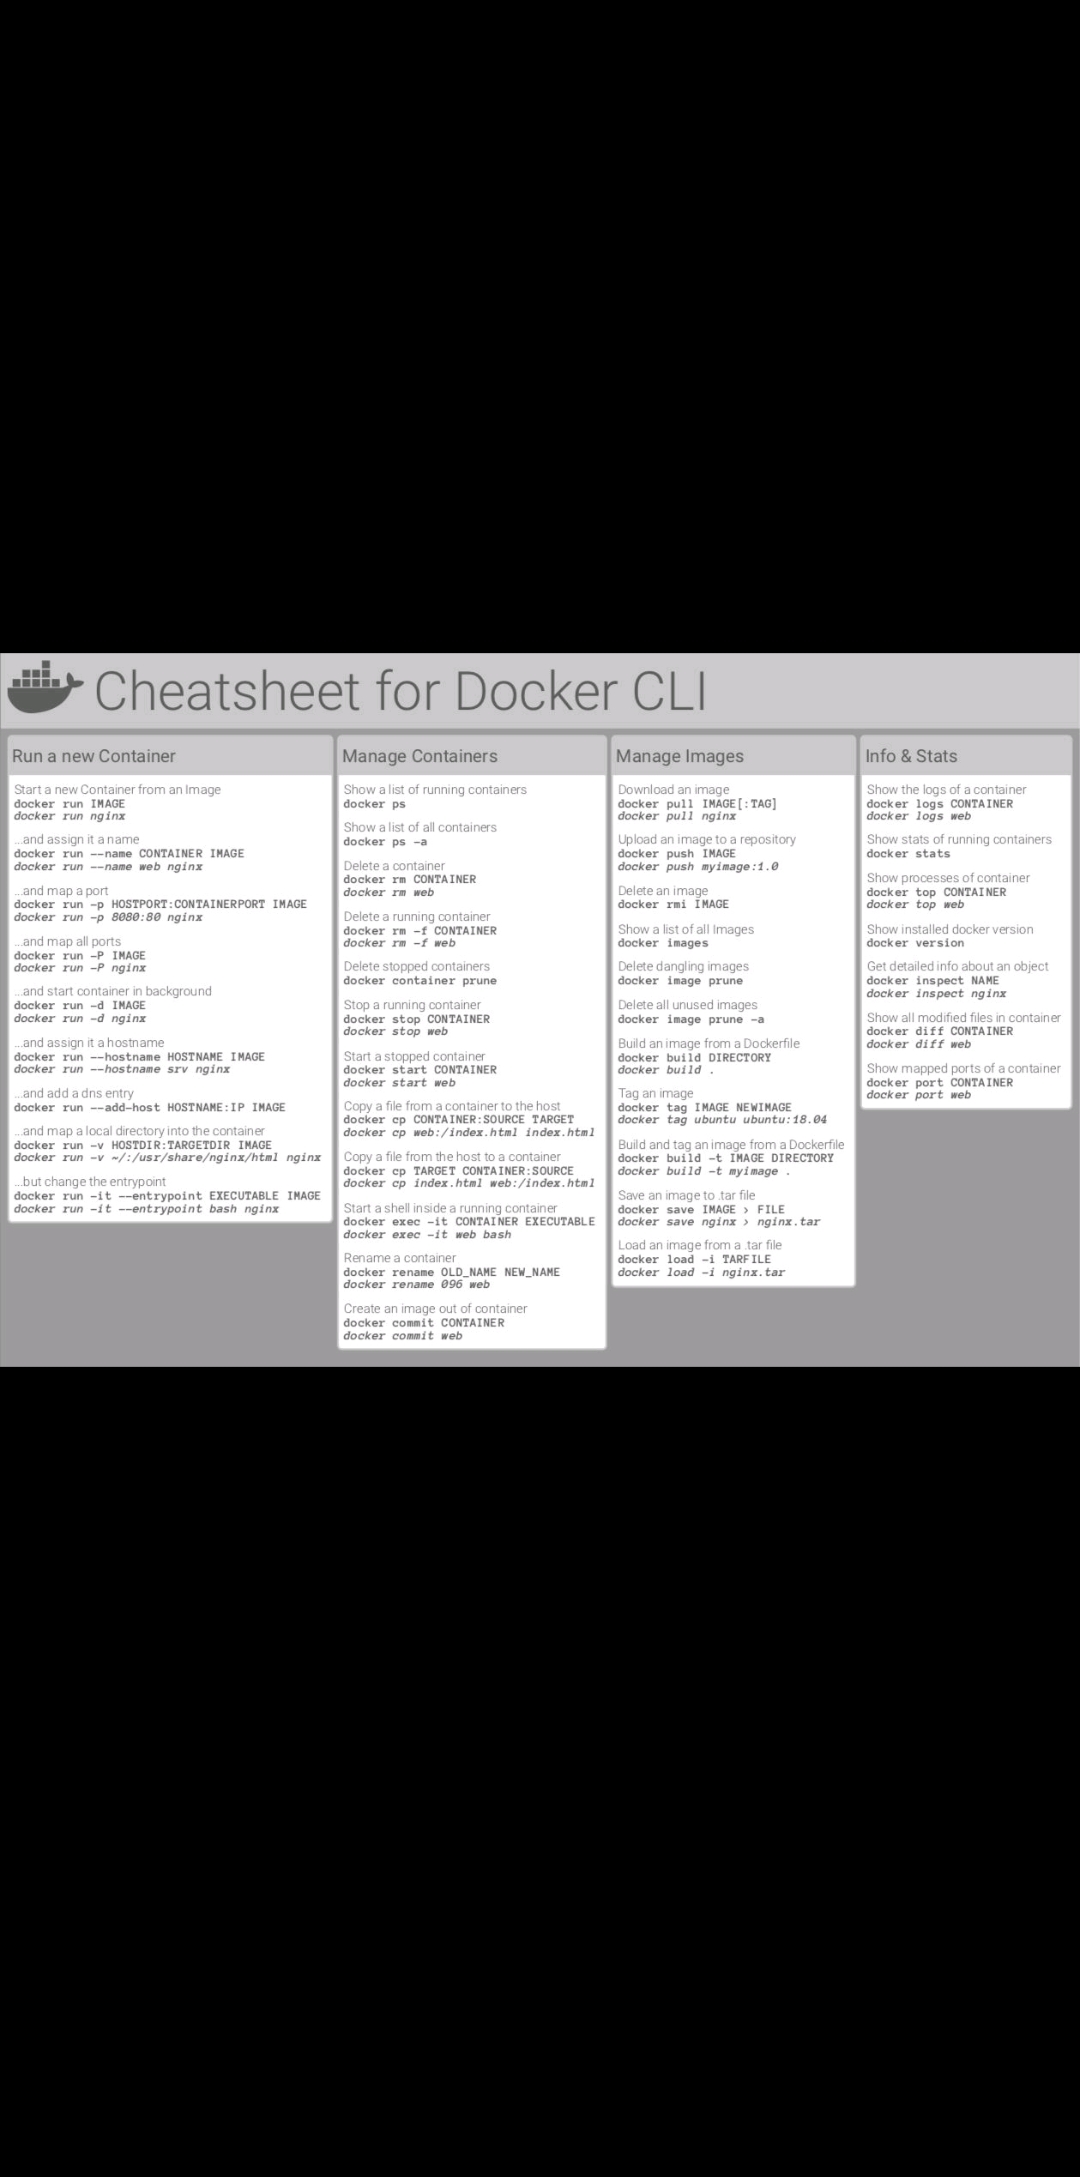 Cheatsheet for Docker CLI
Run a new Container
Start a new Container from an Image
docker run IMAGE
docker run nginx
...and assign it a name
docker run --name CONTAINER IMAGE
docker run --name web nginx
...and map a port
docker run -p HOSTPORT:CONTAINERPORT IMAGE
docker run -p 8080:80 nginx
...and map all ports
docker run -P IMAGE
docker run -P nginx
...and start container in background
docker run -d IMAGE
docker run -d nginx
...and assign it a hostname
docker run --hostname HOSTNAME IMAGE
docker run --hostname srv nginx
...and add a dns entry
docker run --add-host HOSTNAME:IP IMAGE
...and map a local directory into the container
docker run -v HOSTDIR:TARGETDIR IMAGE
docker run -v ~/:/usr/share/nginx/html nginx
...but change the entrypoint
docker run -it --entrypoint EXECUTABLE IMAGE
docker run -it --entrypoint bash nginx
Manage Containers
Show a list of running containers
docker ps
Show a list of all containers
docker ps -a
Delete a container
docker rm CONTAINER
docker rm web
Delete a running container
docker rm -f CONTAINER
docker rm -f web
Delete stopped containers
docker container prune
Stop a running container
docker stop CONTAINER
docker stop web
Start a stopped container
docker start CONTAINER
docker start web
Copy a file from a container to the host
docker cp CONTAINER:SOURCE TARGET
docker cp web:/index.html index.html
Copy a file from the host to a container
docker cp TARGET CONTAINER:SOURCE
docker cp index.html web:/index.html
Start a shell inside a running container
docker exec -it CONTAINER EXECUTABLE
docker exec -it web bash
Rename a container
docker rename OLD_NAME NEW_NAME
docker rename 096 web
Create an image out of container
docker commit CONTAINER
docker commit web
Manage Images
Download an image
docker pull IMAGE[:TAG]
docker pull nginx
Upload an image to a repository
docker push IMAGE
docker push myimage:1.0
Delete an image
docker rmi IMAGE
Show a list of all Images
docker images
Delete dangling images
docker image prune
Delete all unused images
docker image prune -a
Build an image from a Dockerfile
docker build DIRECTORY
docker build .
Tag an image
docker tag IMAGE NEWIMAGE
docker tag ubuntu ubuntu:18.04
Build and tag an image from a Dockerfile
docker build -t IMAGE DIRECTORY
docker build -t myimage .
Save an image to .tar file
docker save IMAGE > FILE
docker save nginx > nginx.tar
Load an image from a .tar file
docker load -i TARFILE
docker load -i nginx.tar
Info & Stats
Show the logs of a container
docker logs CONTAINER
docker logs web
Show stats of running containers
docker stats
Show processes of container
docker top CONTAINER
docker top web
Show installed docker version
docker version
Get detailed info about an object
docker inspect NAME
docker inspect nginx
Show all modified files in container
docker diff CONTAINER
docker diff web
Show mapped ports of a container
docker port CONTAINER
docker port web